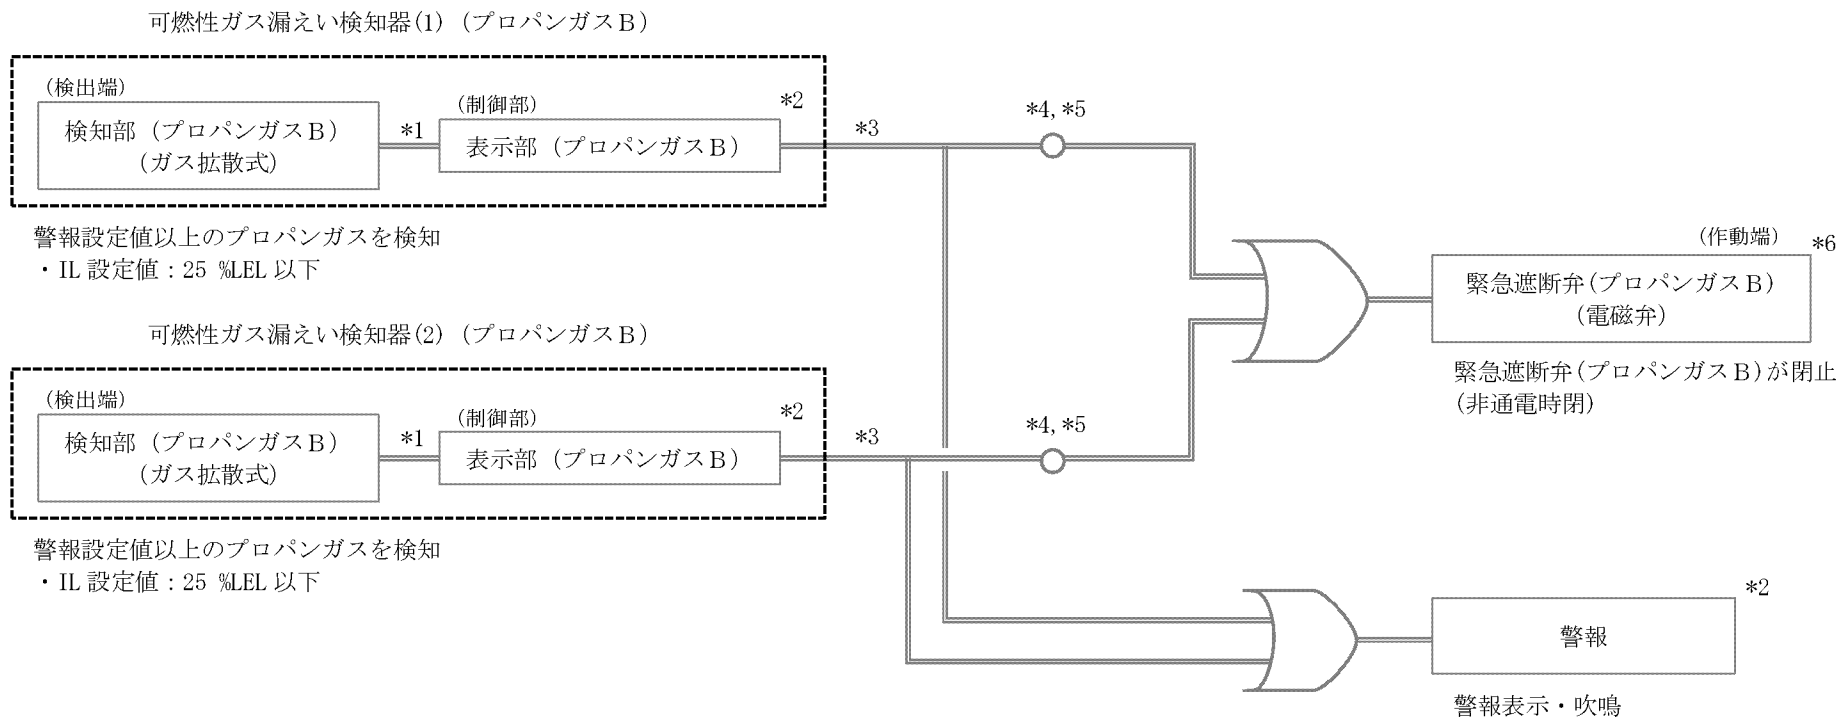 可燃性ガス漏えい検知器(1) (プロパンガスB)
(検出端)
検知部 (プロパンガスB)
(ガス拡散式)
*1
(制御部)
表示部 (プロパンガスB)
*2
*3
*4, *5
警報設定値以上のプロパンガスを検知
・IL 設定値：25 %LEL 以下
(作動端)
*6
緊急遮断弁(プロパンガスB)
(電磁弁)
緊急遮断弁(プロパンガスB)が閉止
(非通電時閉)
可燃性ガス漏えい検知器(2) (プロパンガスB)
(検出端)
検知部 (プロパンガスB)
(ガス拡散式)
*1
(制御部)
表示部 (プロパンガスB)
*2
*3
*4, *5
警報設定値以上のプロパンガスを検知
・IL 設定値：25 %LEL 以下
*2
警報
警報表示・吹鳴